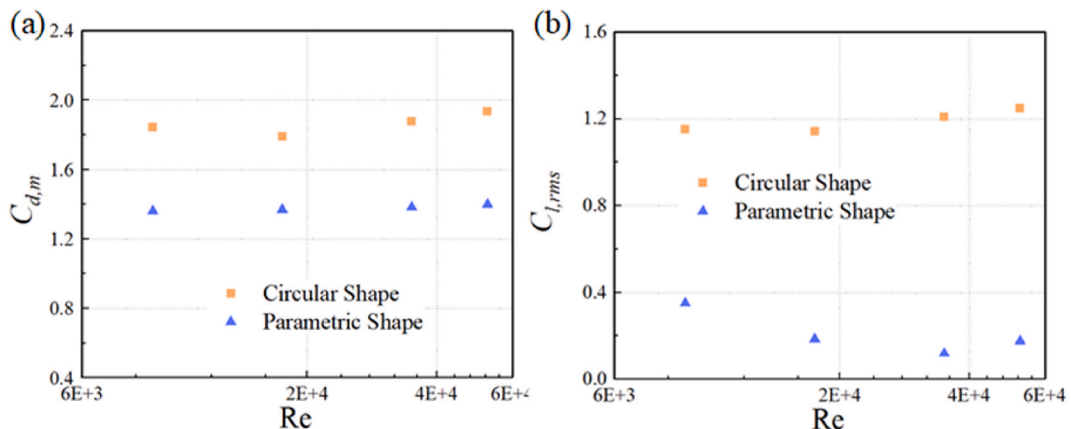 (a)
2.4
2.0
1.6
1.2
0.8
0.4
C_{d,m}
Circular Shape
Parametric Shape
6E+3
2E+4
4E+4
6E+4
Re
(b)
1.6
1.2
0.8
0.4
0.0
C_{l,rms}
Circular Shape
Parametric Shape
6E+3
2E+4
4E+4
6E+4
Re